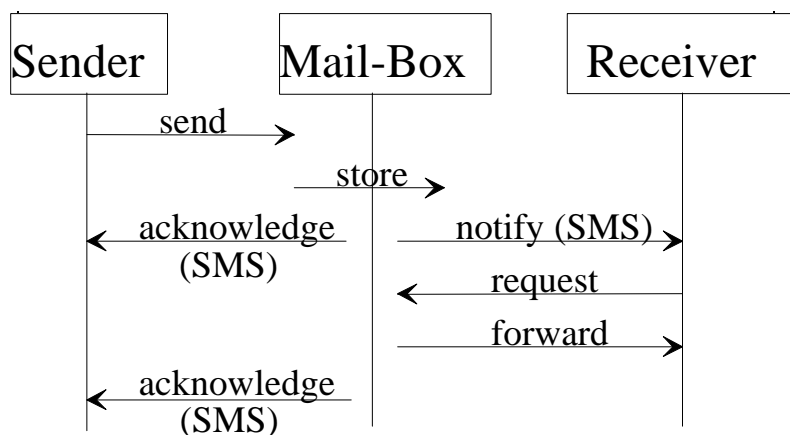 Sender
Mail-Box
Receiver
send
store
acknowledge
(SMS)
notify (SMS)
request
forward
acknowledge
(SMS)